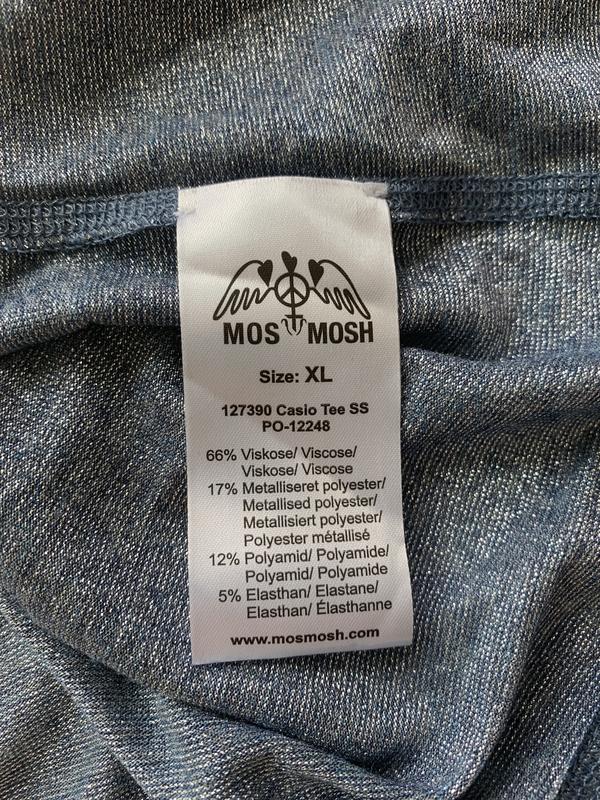 MOS MOSH
Size: XL
127390 Casio Tee SS
PO-12248
66% Viskose/ Viscose/
Viskose/ Viscose
17% Metalliseret polyester/
Metallised polyester/
Metallisiert polyester/
Polyester métallisé
12% Polyamid/ Polyamide/
Polyamid/ Polyamide
5% Elasthan/ Elastane/
Elasthan/ Élasthanne
www.mosmosh.com